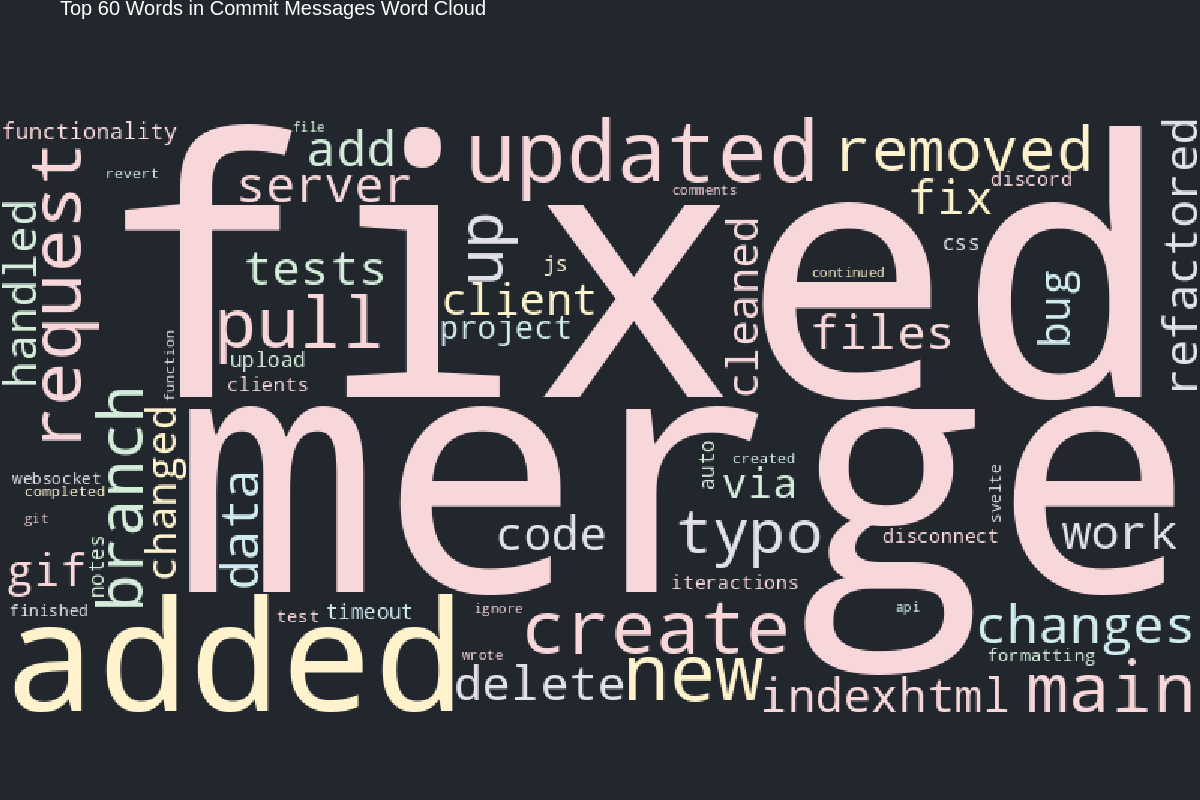 Top 60 Words in Commit Messages Word Cloud
functionality
file
add
updated
removed
revert
server
comments
fix
discord
refactored
handled
request
fixed
up
css
tests
js
cleaned
continued
bug
pull
client
project
files
upload
clients
function
branch
changed
merge
websocket
completed
data
auto
created
via
svelte
git
code
typo
disconnect
work
gif
notes
iteractions
finished
added
test
timeout
ignore
create
api
changes
wrote
formatting
delete
new
indexhtml
main